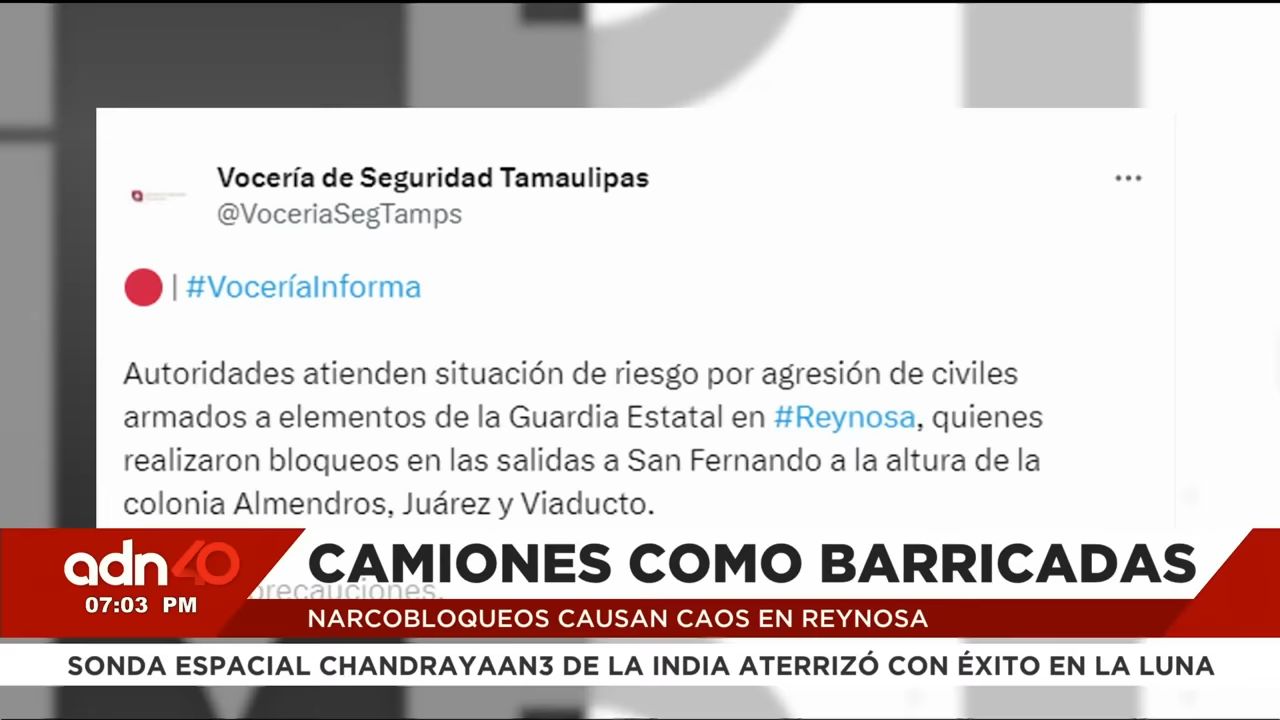 Vocería de Seguridad Tamaulipas
@VoceriaSegTamps
| #VoceríaInforma
Autoridades atienden situación de riesgo por agresión de civiles
armados a elementos de la Guardia Estatal en #Reynosa, quienes
realizaron bloqueos en las salidas a San Fernando a la altura de la
colonia Almendros, Juárez y Viaducto.
precauciones.
adn40
CAMIONES COMO BARRICADAS
07:03 PM
NARCOBLOQUEOS CAUSAN CAOS EN REYNOSA
SONDA ESPACIAL CHANDRAYAAN3 DE LA INDIA ATERRIZÓ CON ÉXITO EN LA LUNA